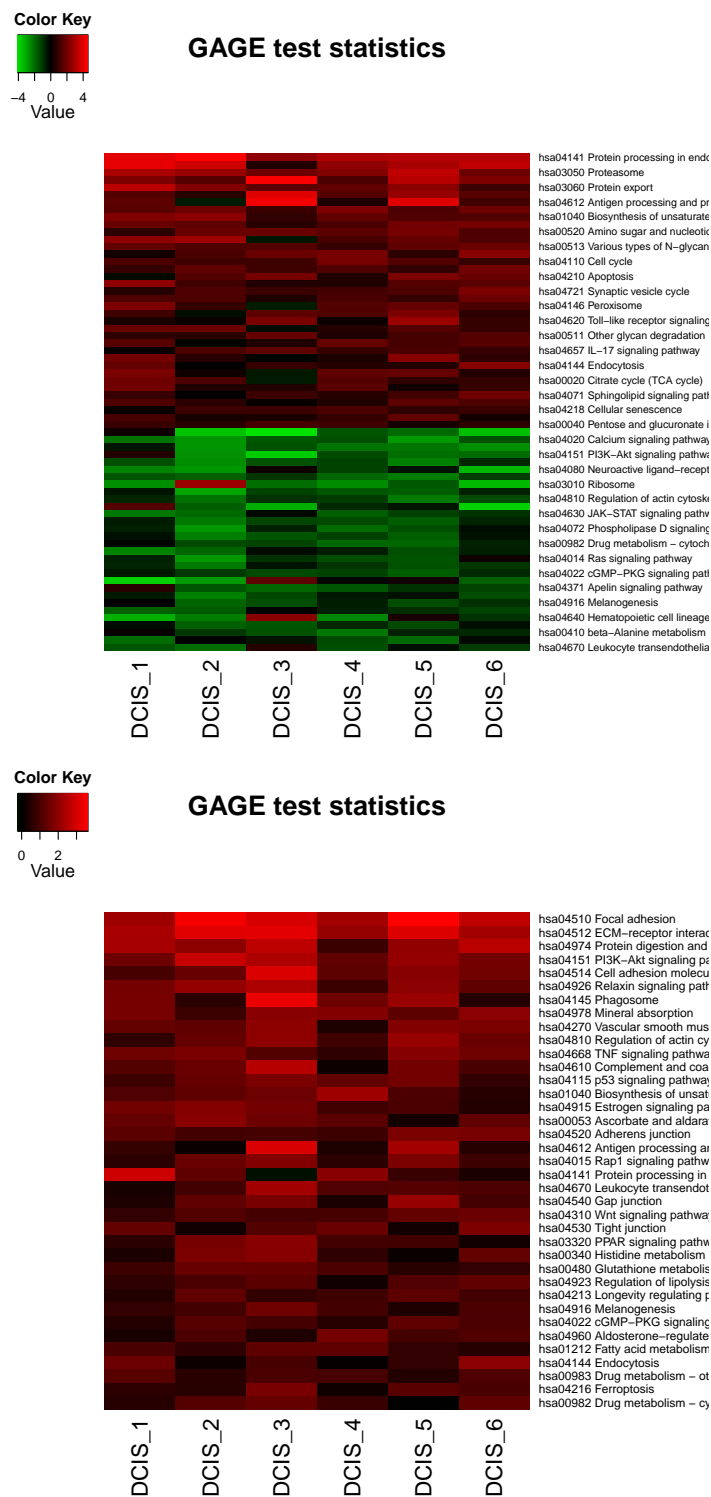 Color Key
GAGE test statistics
−4 0 4
Value
hsa04141 Protein processing in endo
hsa03050 Proteasome
hsa03060 Protein export
hsa04612 Antigen processing and pr
hsa01040 Biosynthesis of unsaturate
hsa00520 Amino sugar and nucleotic
hsa00513 Various types of N−glycan
hsa04110 Cell cycle
hsa04210 Apoptosis
hsa04721 Synaptic vesicle cycle
hsa04146 Peroxisome
hsa04620 Toll−like receptor signaling
hsa00511 Other glycan degradation
hsa04657 IL−17 signaling pathway
hsa04144 Endocytosis
hsa00020 Citrate cycle (TCA cycle)
hsa04071 Sphingolipid signaling path
hsa04218 Cellular senescence
hsa00040 Pentose and glucuronate i
hsa04020 Calcium signaling pathway
hsa04151 PI3K−Akt signaling pathwa
hsa04080 Neuroactive ligand−recept
hsa03010 Ribosome
hsa04810 Regulation of actin cytoske
hsa04630 JAK−STAT signaling pathw
hsa04072 Phospholipase D signaling
hsa00982 Drug metabolism − cytoch
hsa04014 Ras signaling pathway
hsa04022 cGMP−PKG signaling path
hsa04371 Apelin signaling pathway
hsa04916 Melanogenesis
hsa04640 Hematopoietic cell lineage
hsa00410 beta−Alanine metabolism
hsa04670 Leukocyte transendothelia
DCIS_1 DCIS_2 DCIS_3 DCIS_4 DCIS_5 DCIS_6
Color Key
GAGE test statistics
0 2
Value
hsa04510 Focal adhesion
hsa04512 ECM−receptor interac
hsa04974 Protein digestion and
hsa04151 PI3K−Akt signaling pa
hsa04514 Cell adhesion molecu
hsa04926 Relaxin signaling path
hsa04145 Phagosome
hsa04978 Mineral absorption
hsa04270 Vascular smooth mus
hsa04810 Regulation of actin cy
hsa04668 TNF signaling pathwa
hsa04610 Complement and coa
hsa04115 p53 signaling pathway
hsa01040 Biosynthesis of unsat
hsa04915 Estrogen signaling pa
hsa00053 Ascorbate and aldara
hsa04520 Adherens junction
hsa04612 Antigen processing an
hsa04015 Rap1 signaling pathw
hsa04141 Protein processing in
hsa04670 Leukocyte transendot
hsa04540 Gap junction
hsa04310 Wnt signaling pathway
hsa04530 Tight junction
hsa03320 PPAR signaling pathw
hsa00340 Histidine metabolism
hsa00480 Glutathione metabolis
hsa04923 Regulation of lipolysis
hsa04213 Longevity regulating p
hsa04916 Melanogenesis
hsa04022 cGMP−PKG signaling
hsa04960 Aldosterone−regulate
hsa01212 Fatty acid metabolism
hsa04144 Endocytosis
hsa00983 Drug metabolism − ot
hsa04216 Ferroptosis
hsa00982 Drug metabolism − cy
DCIS_1 DCIS_2 DCIS_3 DCIS_4 DCIS_5 DCIS_6